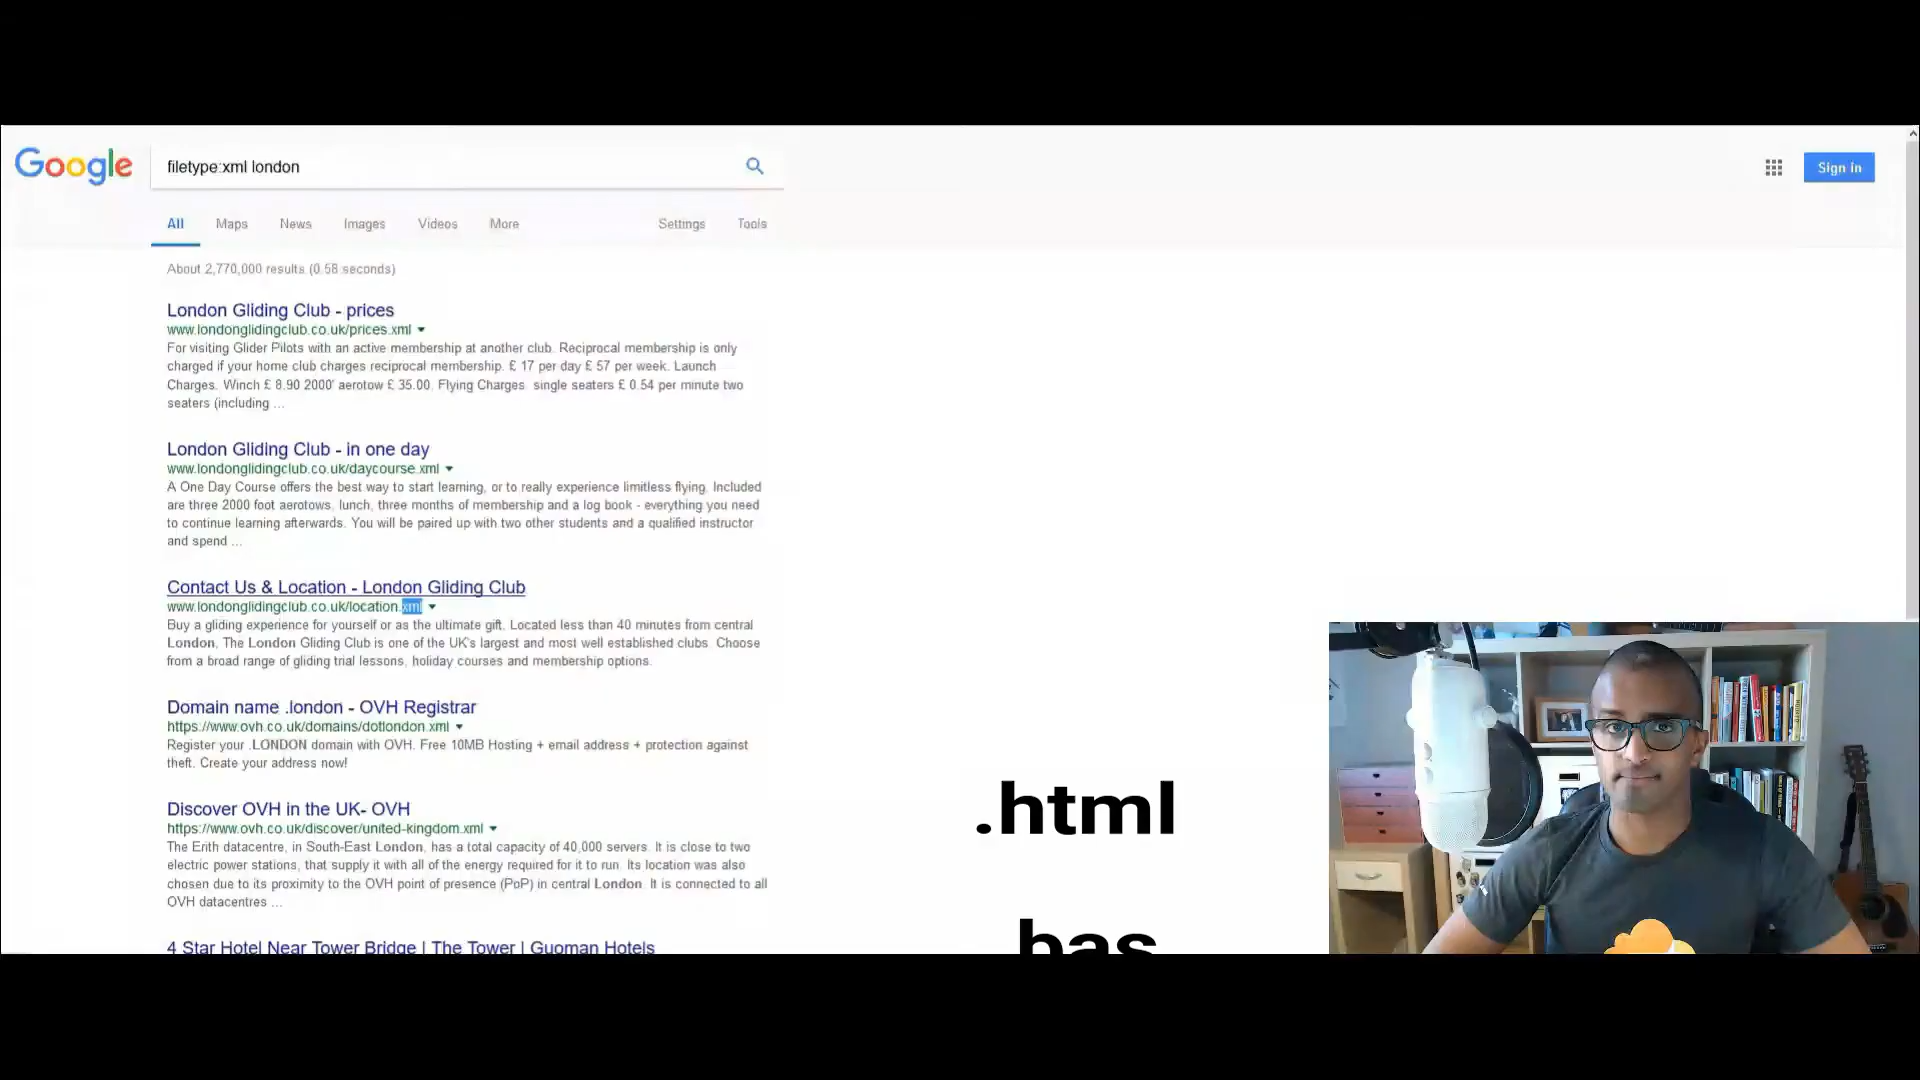 Google
filetype:xml london
Sign in
All
Maps
News
Images
Videos
More
Settings
Tools
About 2,770,000 results (0.58 seconds)
London Gliding Club - prices
www.londonglidingclub.co.uk/prices.xml
For visiting Glider Pilots with an active membership at another club. Reciprocal membership is only
charged if your home club charges reciprocal membership. £ 17 per day £ 57 per week. Launch
Charges. Winch £ 8.90 2000' aerotow £ 35.00. Flying Charges single seaters £ 0.54 per minute two
seaters (including ...
London Gliding Club - in one day
www.londonglidingclub.co.uk/daycourse.xml
A One Day Course offers the best way to start learning, or to really experience limitless flying. Included
are three 2000 foot aerotows, lunch, three months of membership and a log book - everything you need
to continue learning afterwards. You will be paired up with two other students and a qualified instructor
and spend ...
Contact Us & Location - London Gliding Club
www.londonglidingclub.co.uk/location.xml
Buy a gliding experience for yourself or as the ultimate gift. Located less than 40 minutes from central
London, The London Gliding Club is one of the UK's largest and most well established clubs. Choose
from a broad range of gliding trial lessons, holiday courses and membership options.
Domain name .london - OVH Registrar
https://www.ovh.co.uk/domains/dotlondon.xml
Register your .LONDON domain with OVH. Free 10MB Hosting + email address + protection against
theft. Create your address now!
Discover OVH in the UK- OVH
https://www.ovh.co.uk/discover/united-kingdom.xml
The Erith datacentre, in South-East London, has a total capacity of 40,000 servers. It is close to two
electric power stations, that supply it with all of the energy required for it to run. Its location was also
chosen due to its proximity to the OVH point of presence (PoP) in central London. It is connected to all
OVH datacentres ...
4 Star Hotel Near Tower Bridge | The Tower | Guoman Hotels
.html
bas